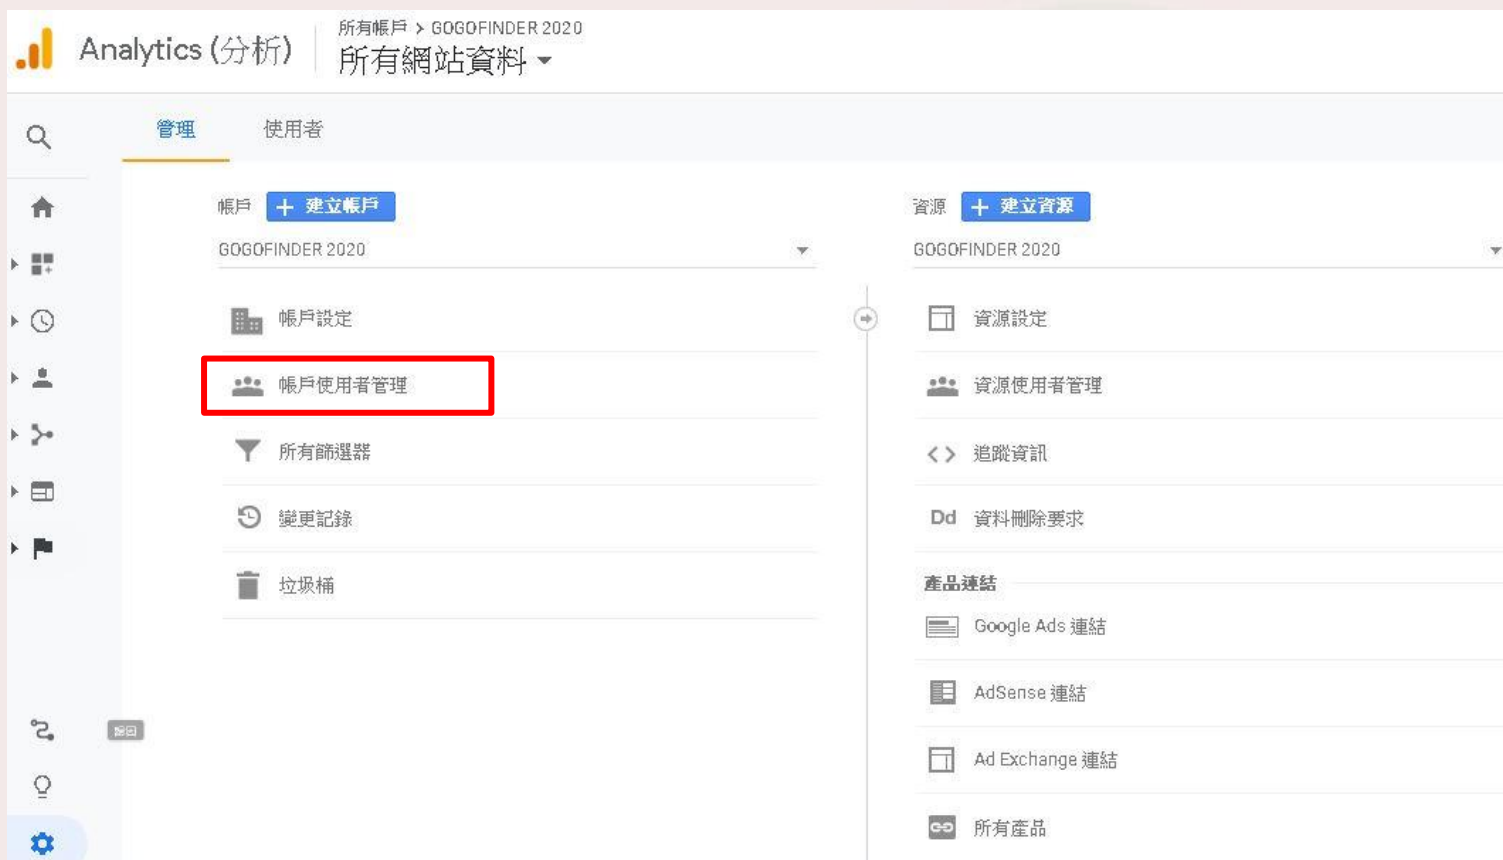 所有帳戶 > GOGOFINDER 2020
Analytics (分析)
所有網站資料
管理
使用者
帳戶
+ 建立帳戶
GOGOFINDER 2020
帳戶設定
帳戶使用者管理
所有篩選器
變更記錄
垃圾桶
資源
+ 建立資源
GOGOFINDER 2020
資源設定
資源使用者管理
< > 追蹤資訊
Dd 資料刪除要求
產品連結
Google Ads 連結
AdSense 連結
Ad Exchange 連結
所有產品